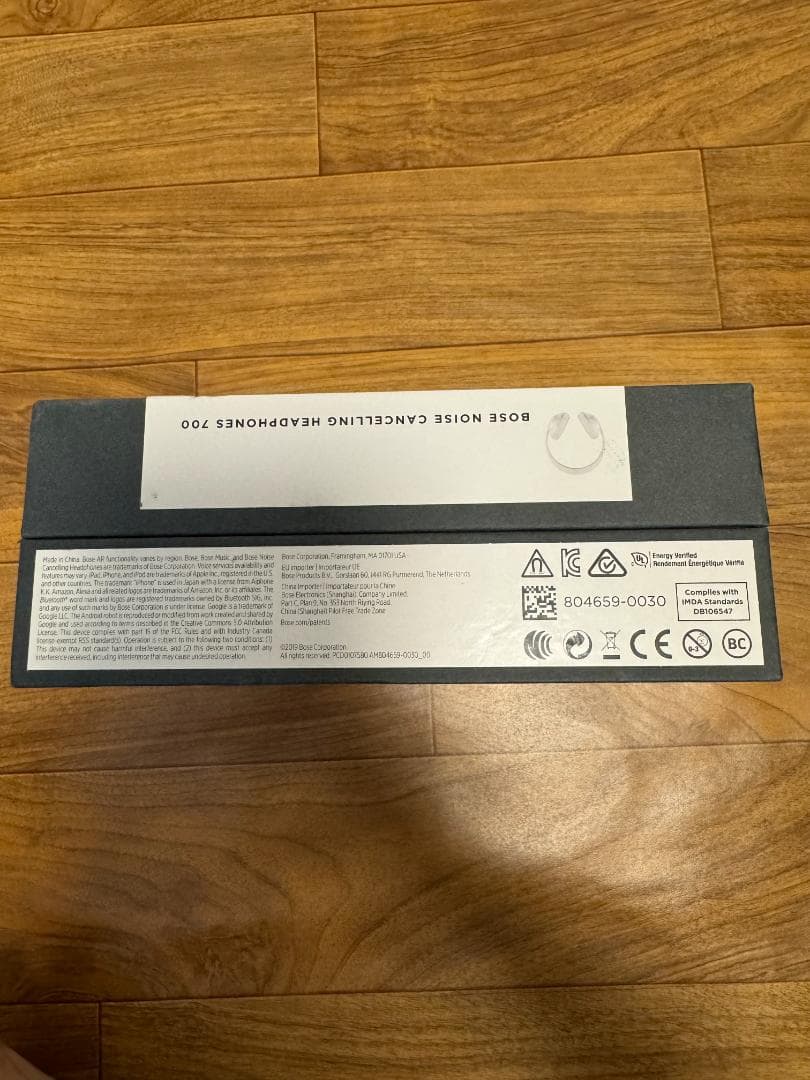 BOSE NOISE CANCELLING HEADPHONES 700
Made in China. Bose AR functionality varies by region. Bose, Bose Music, and Bose Noise
Cancelling Headphones are trademarks of Bose Corporation. Voice services availability and
features may vary. iPad, iPhone, and iPod are trademarks of Apple Inc., registered in the U.S.
and other countries. The trademark "iPhone" is used in Japan with a license from Aiphone
K.K. Amazon, Alexa and all related logos are trademarks of Amazon, Inc. or its affiliates. The
Bluetooth® word mark and logos are registered trademarks owned by Bluetooth SIG, Inc.
and any use of such marks by Bose Corporation is under license. Google is a trademark of
Google LLC. The Android robot is reproduced or modified from work created and shared by
Google and used according to terms described in the Creative Commons 3.0 Attribution
License. This device complies with part 15 of the FCC Rules and with Industry Canada
license-exempt RSS standard(s). Operation is subject to the following two conditions: (1)
This device may not cause harmful interference, and (2) this device must accept any
interference received, including interference that may cause undesired operation.
Bose Corporation, Framingham, MA 01701 USA
EU Importer | Importateur UE
Bose Products B.V., Gorslaan 60, 1441 RG Purmerend, The Netherlands
China Importer | Importateur pour la Chine
Bose Electronics (Shanghai) Company Limited,
Part C, Plan 9, No. 353 North Riying Road,
China (Shanghai) Pilot Free Trade Zone
Bose.com/patents
©2019 Bose Corporation.
All rights reserved. PCD0107580 AM804659-0030_00
UL
Energy Verified
Rendement Énergétique Vérifié
804659-0030
Complies with
IMDA Standards
DB106547
CE
0-3
BC